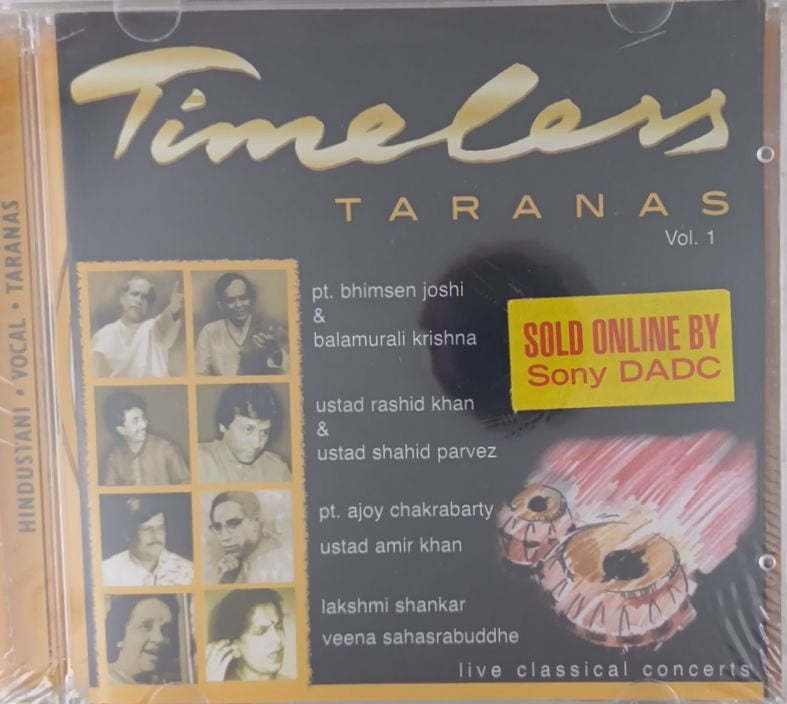 Timeless
TARANAS
Vol. 1
HINDUSTANI • VOCAL • TARANAS
pt. bhimsen joshi
&
balamurali krishna
SOLD ONLINE BY
Sony DADC
ustad rashid khan
&
ustad shahid parvez
pt. ajoy chakrabarty
ustad amir khan
lakshmi shankar
veena sahasrabuddhe
live classical concerts